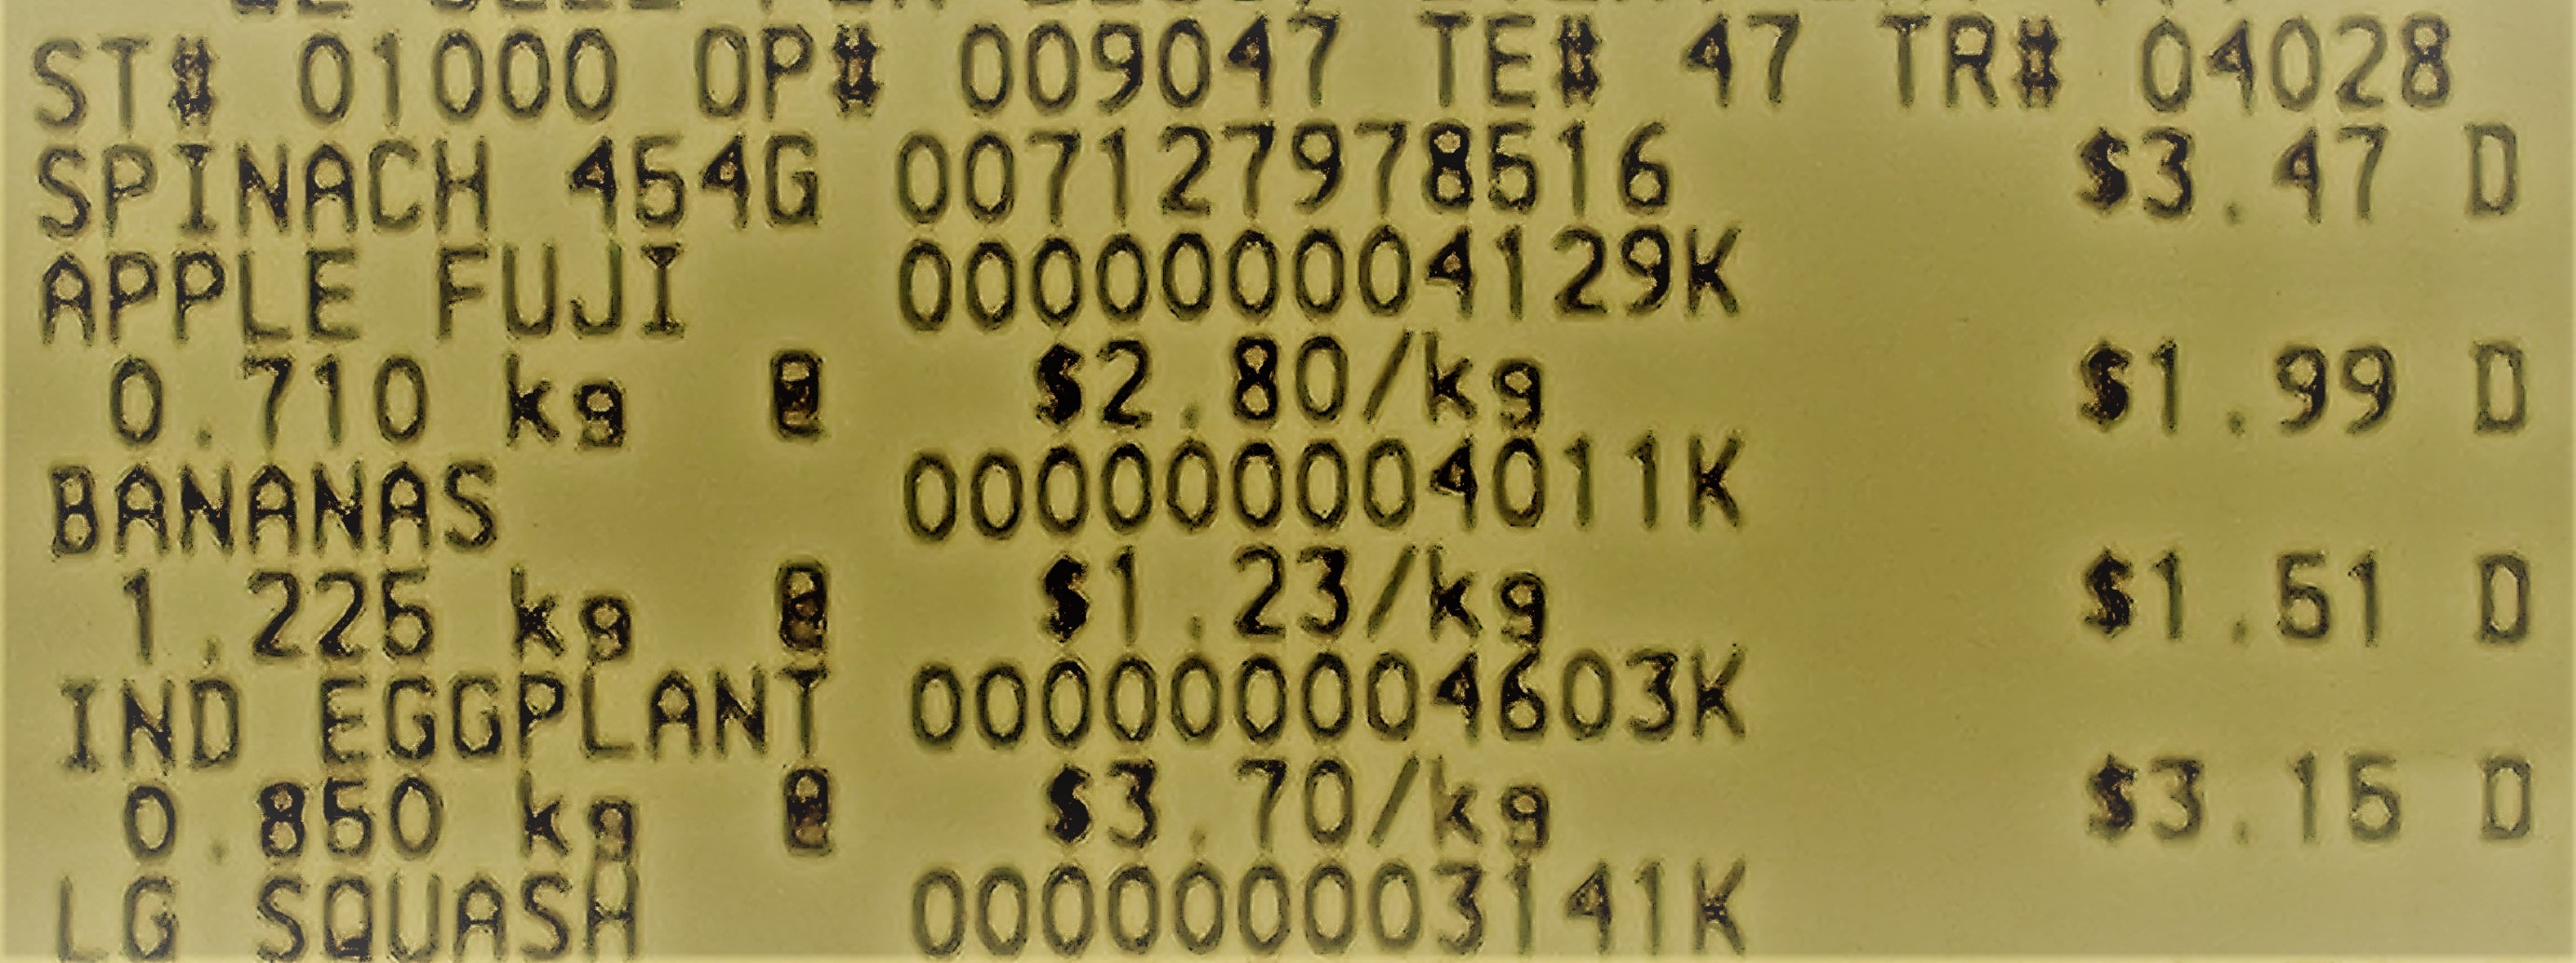 ST# 01000 OP# 009047 TE# 47 TR# 04028
SPINACH 454G 007127978516 $3.47 D
APPLE FUJI 000000004129K
0.710 kg @ $2.80/kg $1.99 D
BANANAS 000000004011K
1.225 kg @ $1.23/kg $1.51 D
IND EGGPLANT 000000004603K
0.850 kg @ $3.70/kg $3.15 D
LG SQUASH 000000003141K